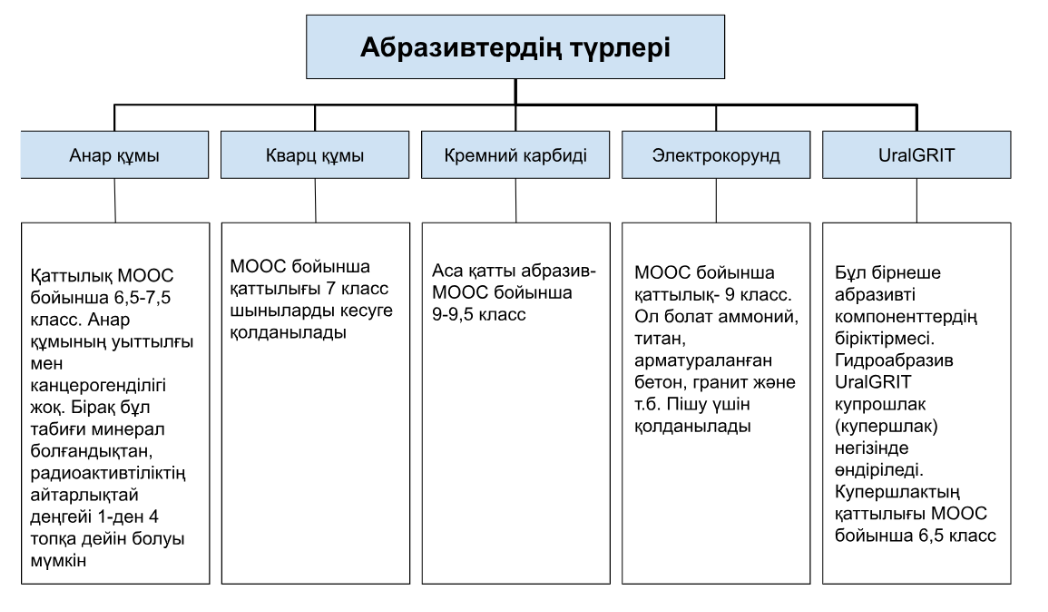 Абразивтердің түрлері
Анар құмы
Кварц құмы
Кремний карбиді
Электрокорунд
UralGRIT
Қаттылық МООС
бойынша 6,5-7,5
класс. Анар
құмының уыттылғы
мен
канцерогенділігі
жоқ. Бірақ бұл
табиғи минерал
болғандықтан,
радиоактивтіліктің
айтарлықтай
деңгейі 1-ден 4
топқа дейін болуы
мүмкін
МООС бойынша
қаттылығы 7 класс
шыныларды кесуге
қолданылады
Аса қатты абразив-
МООС бойынша
9-9,5 класс
МООС бойынша
қаттылық- 9 класс.
Ол болат аммоний,
титан,
арматураланған
бетон, гранит және
т.б. Пішу үшін
қолданылады
Бұл бірнеше
абразивті
компоненттердің
біріктірмесі.
Гидроабразив
UralGRIT
купрошлак
(купершлак)
негізінде
өндіріледі.
Купершлактың
қаттылығы МООС
бойынша 6,5 класс